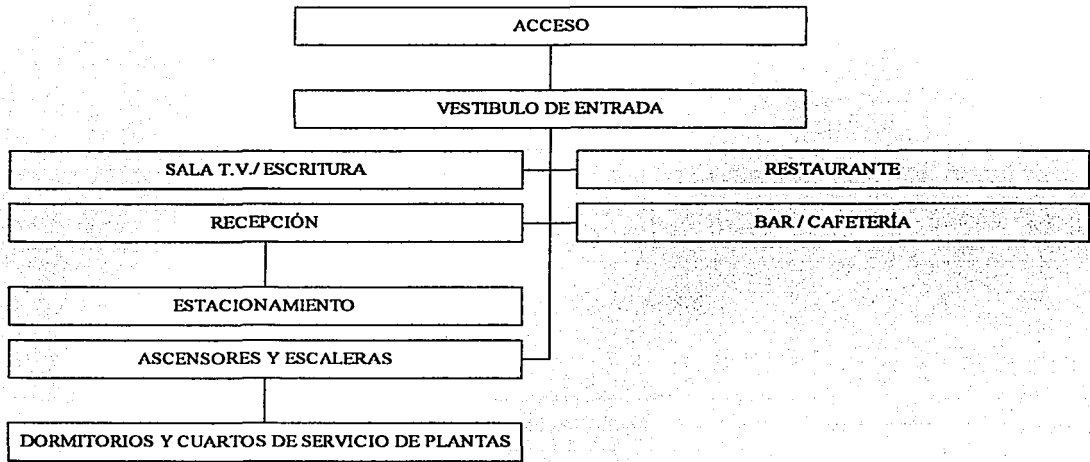 ACCESO
VESTIBULO DE ENTRADA
SALA T.V./ ESCRITURA
RESTAURANTE
RECEPCIÓN
BAR / CAFETERÍA
ESTACIONAMIENTO
ASCENSORES Y ESCALERAS
DORMITORIOS Y CUARTOS DE SERVICIO DE PLANTAS